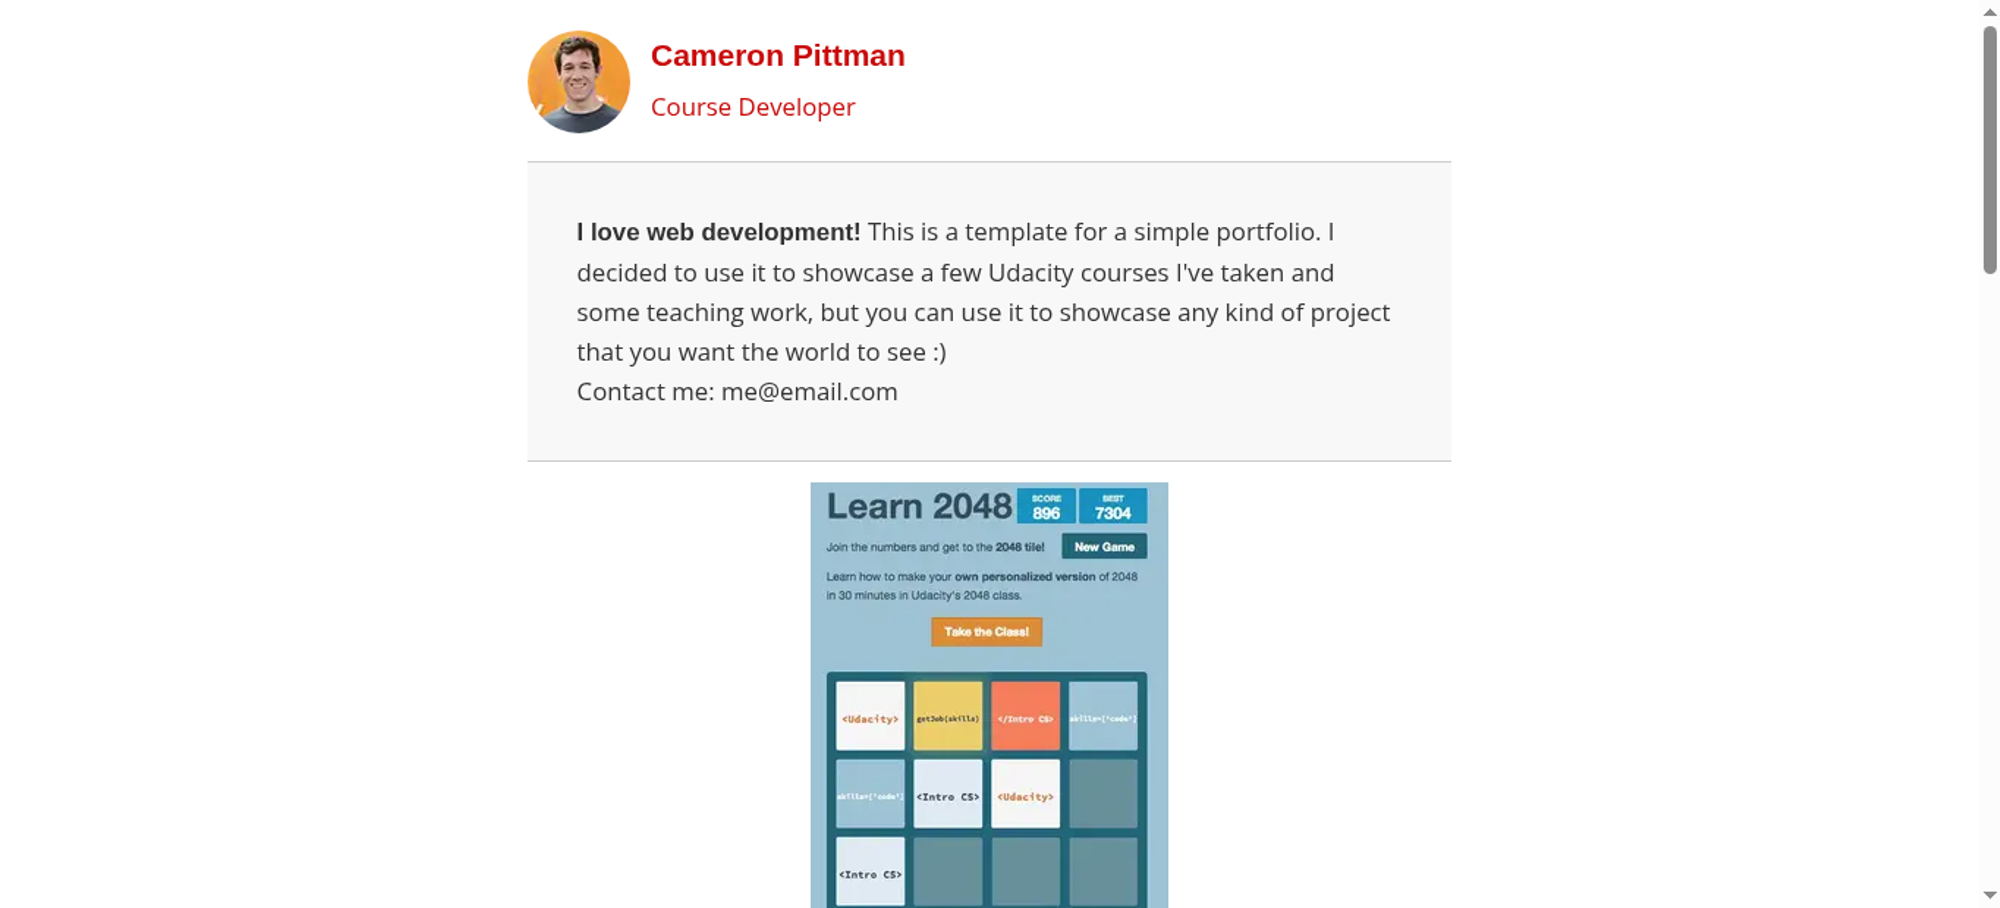 Cameron Pittman
Course Developer
I love web development! This is a template for a simple portfolio. I
decided to use it to showcase a few Udacity courses I've taken and
some teaching work, but you can use it to showcase any kind of project
that you want the world to see :)
Contact me: me@email.com
Learn 2048
SCORE
896
BEST
7304
Join the numbers and get to the 2048 tile!
New Game
Learn how to make your own personalized version of 2048
in 30 minutes in Udacity's 2048 class.
Take the Class!
<Udacity>
getJob(skills)
</Intro CS>
skills=['code']
skills=['code']
<Intro CS>
<Udacity>
<Intro CS>